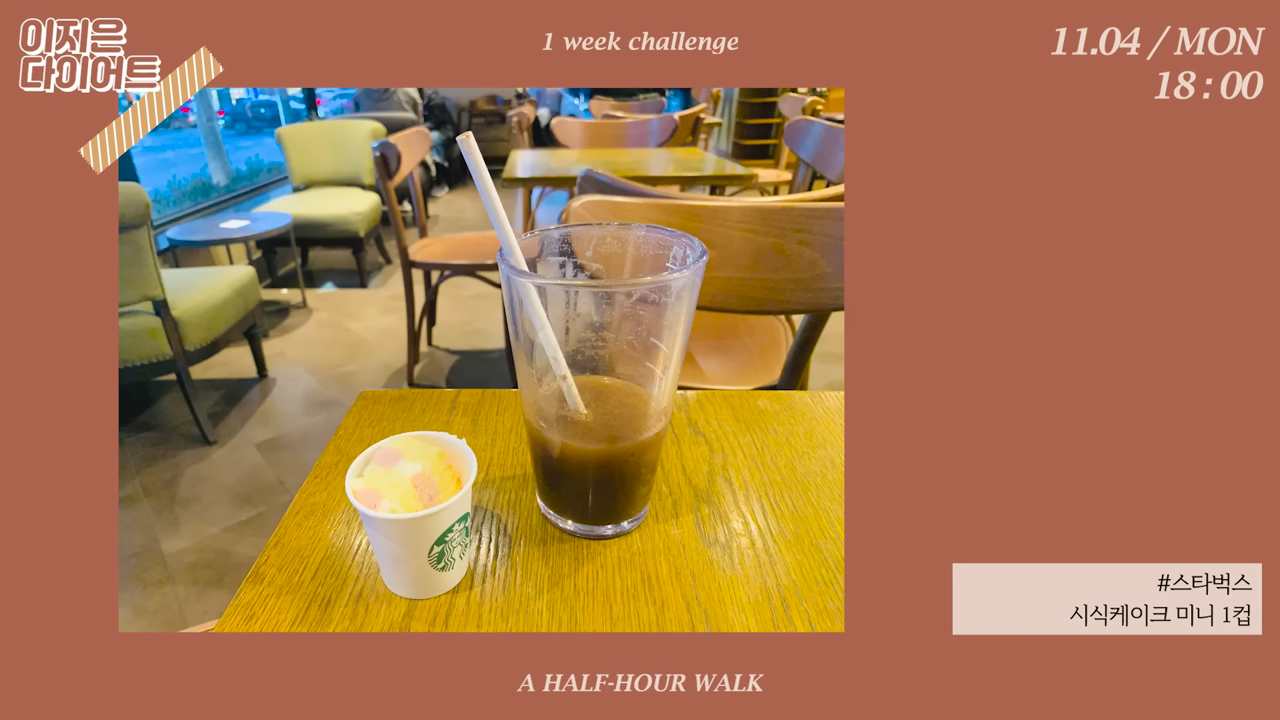 이지은
다이어트
1 week challenge
11.04 / MON
18 : 00
#스타벅스
시식케이크 미니 1컵
A HALF-HOUR WALK